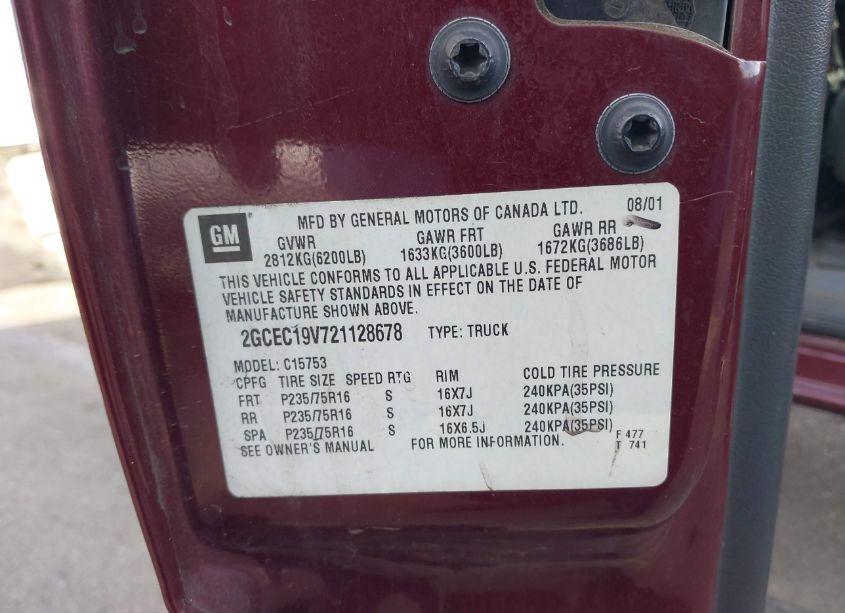 GM
MFD BY GENERAL MOTORS OF CANADA LTD. 08/01
GVWR GAWR FRT GAWR RR
2812KG(6200LB) 1633KG(3600LB) 1672KG(3686LB)
THIS VEHICLE CONFORMS TO ALL APPLICABLE U.S. FEDERAL MOTOR
VEHICLE SAFETY STANDARDS IN EFFECT ON THE DATE OF
MANUFACTURE SHOWN ABOVE.
2GCEC19V721128678 TYPE: TRUCK
MODEL: C15753
CPFG TIRE SIZE SPEED RTG RIM COLD TIRE PRESSURE
FRT P235/75R16 S 16X7J 240KPA(35PSI)
RR P235/75R16 S 16X7J 240KPA(35PSI)
SPA P235/75R16 S 16X6.5J 240KPA(35PSI)
SEE OWNER'S MANUAL FOR MORE INFORMATION.
F 477
T 741